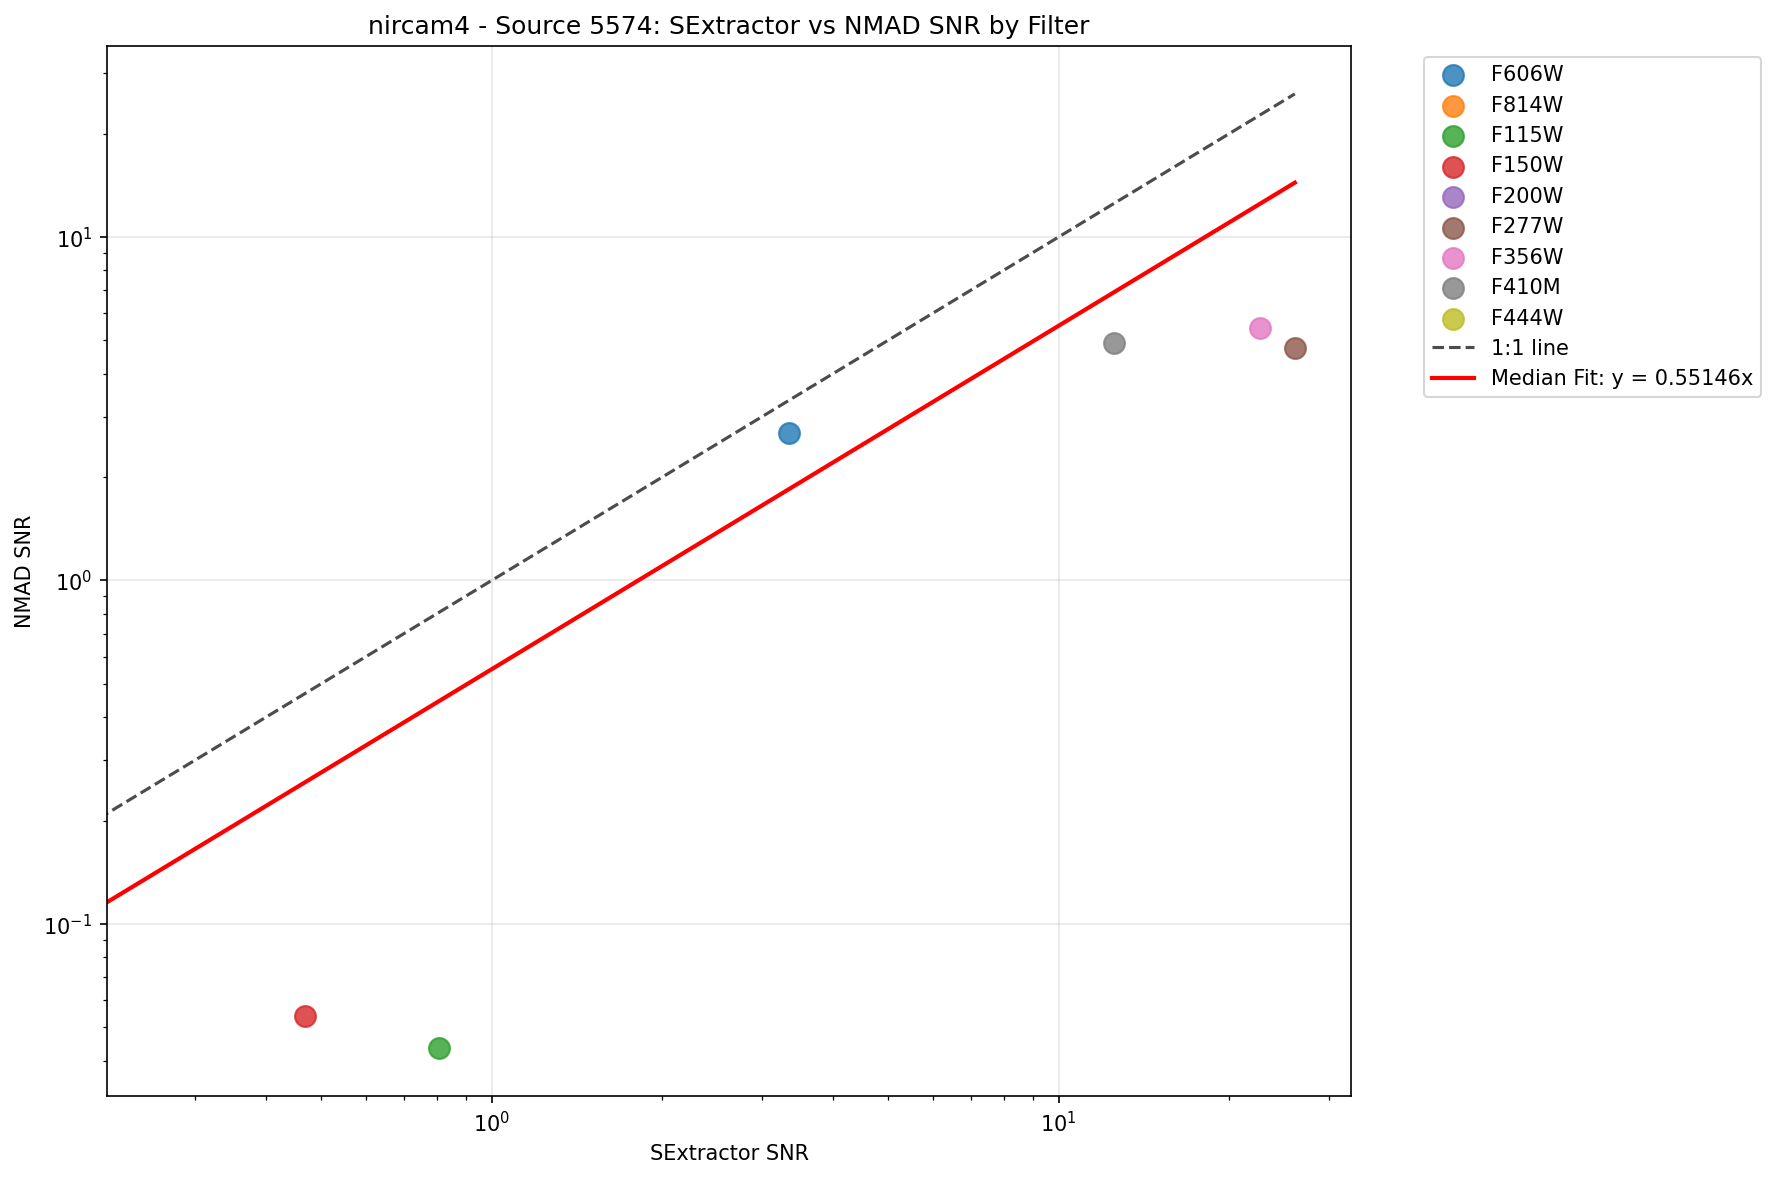 nircam4 - Source 5574: SExtractor vs NMAD SNR by Filter
F606W
F814W
F115W
F150W
F200W
F277W
F356W
F410M
F444W
1:1 line
Median Fit: y = 0.55146x
NMAD SNR
10¹
10⁰
10⁻¹
10⁰
10¹
SExtractor SNR